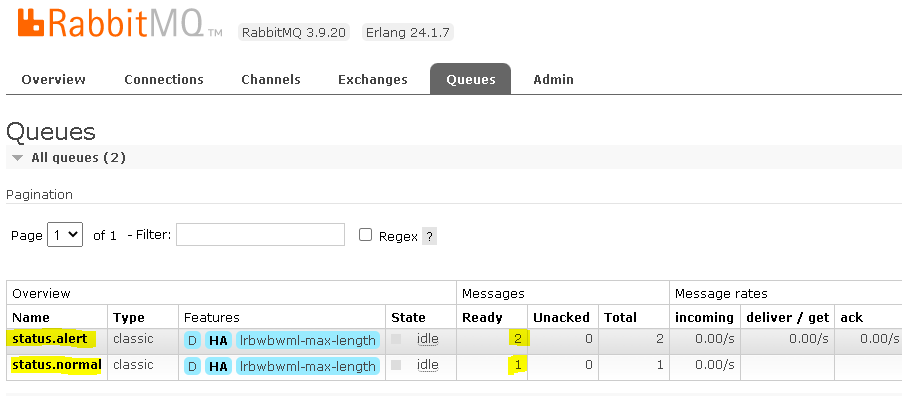 RabbitMQ TM RabbitMQ 3.9.20 Erlang 24.1.7
Overview Connections Channels Exchanges Queues Admin
Queues
All queues (2)
Pagination
Page 1 of 1 - Filter: Regex ?
Overview Messages Message rates
Name Type Features State Ready Unacked Total incoming deliver / get ack
status.alert classic D HA lrbwbwml-max-length idle 2 0 2 0.00/s 0.00/s 0.00/s
status.normal classic D HA lrbwbwml-max-length idle 1 0 1 0.00/s